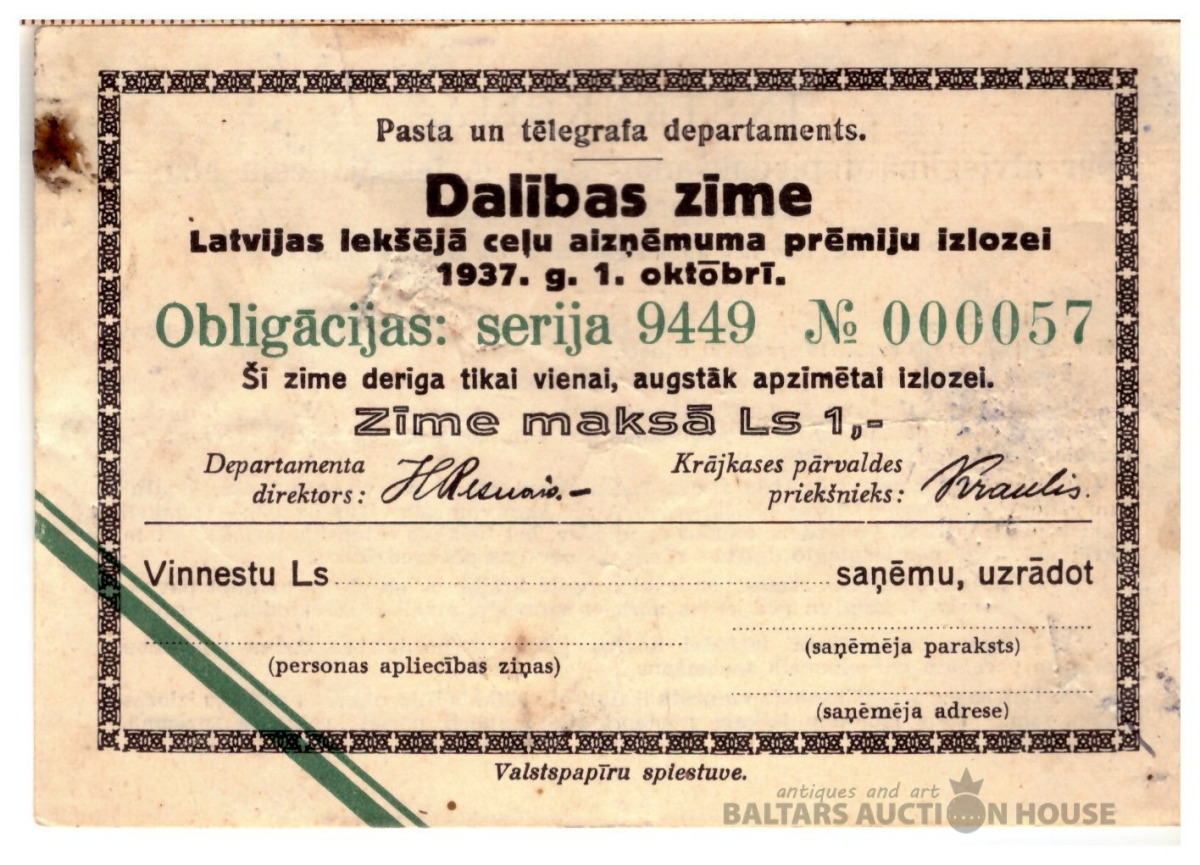 Pasta un tēlegrafa departaments.
Dalības zīme
Latvijas Iekšējā ceļu aizņēmuma prēmiju izlozei
1937. g. 1. oktōbrī.
Obligācijas: serija 9449 № 000057
Šī zīme deriga tikai vienai, augstāk apzīmētai izlozei.
Zīme maksā Ls 1,-
Departamenta direktors:
Krājkases pārvaldes priekšnieks:
Vinnestu Ls saņēmu, uzrādot
(personas apliecības ziņas)
(saņēmēja paraksts)
(saņēmēja adrese)
Valstspapīru spiestuve.
antiques and art
BALTARS AUCTION HOUSE